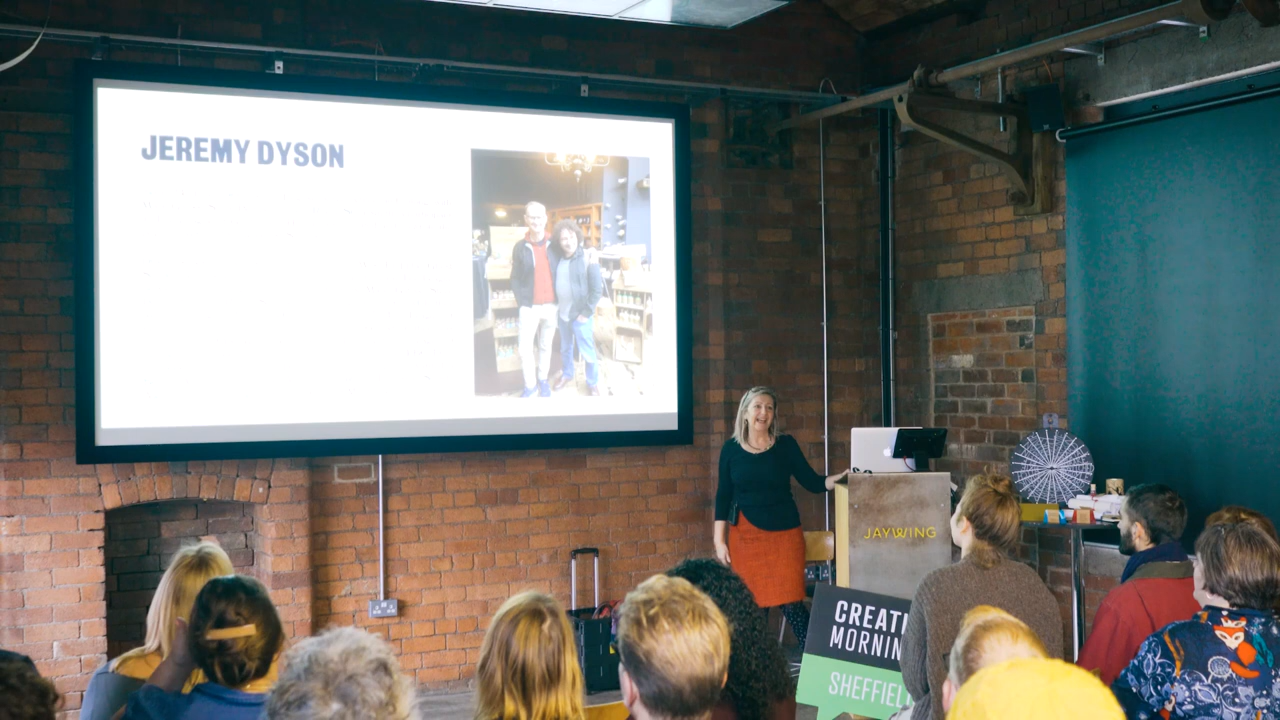 JEREMY DYSON
JAYWING
CREATI
MORNIN
SHEFFIEL